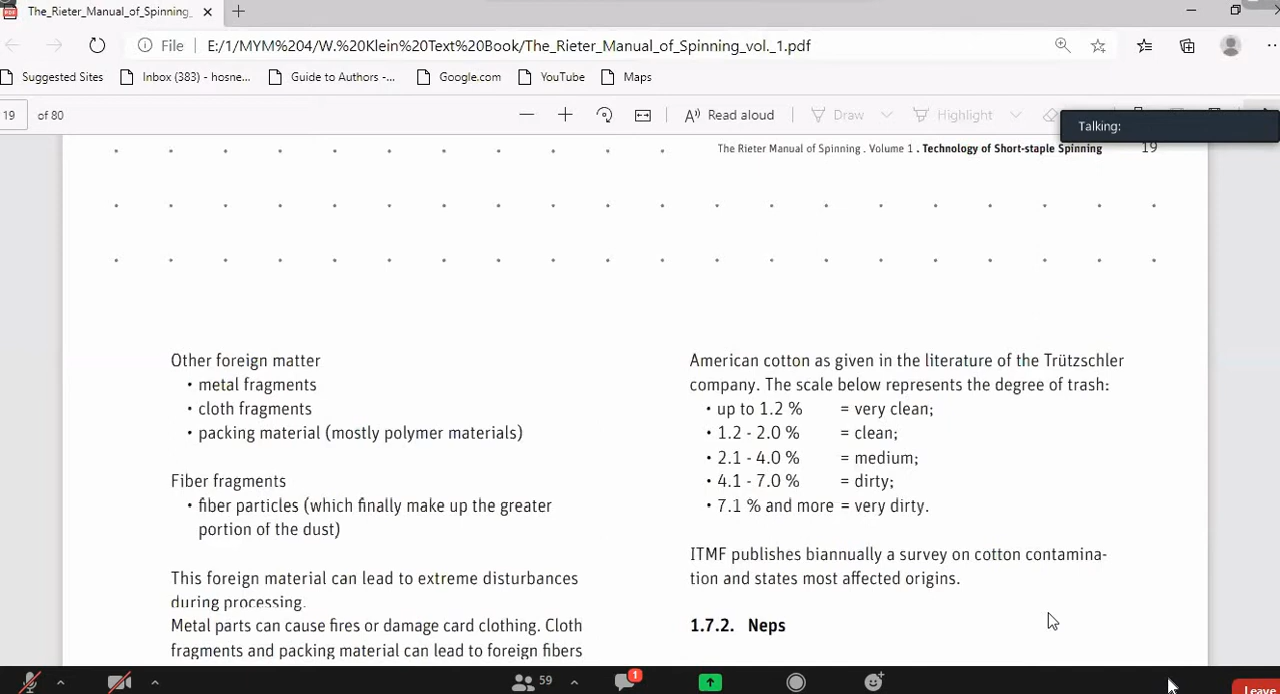 The_Rieter_Manual_of_Spinning_
File E:/1/MYM%204/W.%20Klein%20Text%20Book/The_Rieter_Manual_of_Spinning_vol._1.pdf
Suggested Sites Inbox (383) - hosne... Guide to Authors -... Google.com YouTube Maps
19 of 80 Read aloud Draw Highlight
Talking:
The Rieter Manual of Spinning . Volume 1 . Technology of Short-staple Spinning 19
Other foreign matter
• metal fragments
• cloth fragments
• packing material (mostly polymer materials)
Fiber fragments
• fiber particles (which finally make up the greater
portion of the dust)
This foreign material can lead to extreme disturbances
during processing.
Metal parts can cause fires or damage card clothing. Cloth
fragments and packing material can lead to foreign fibers
American cotton as given in the literature of the Trützschler
company. The scale below represents the degree of trash:
• up to 1.2 % = very clean;
• 1.2 - 2.0 % = clean;
• 2.1 - 4.0 % = medium;
• 4.1 - 7.0 % = dirty;
• 7.1 % and more = very dirty.
ITMF publishes biannually a survey on cotton contamina-
tion and states most affected origins.
1.7.2. Neps
59 1 Leave